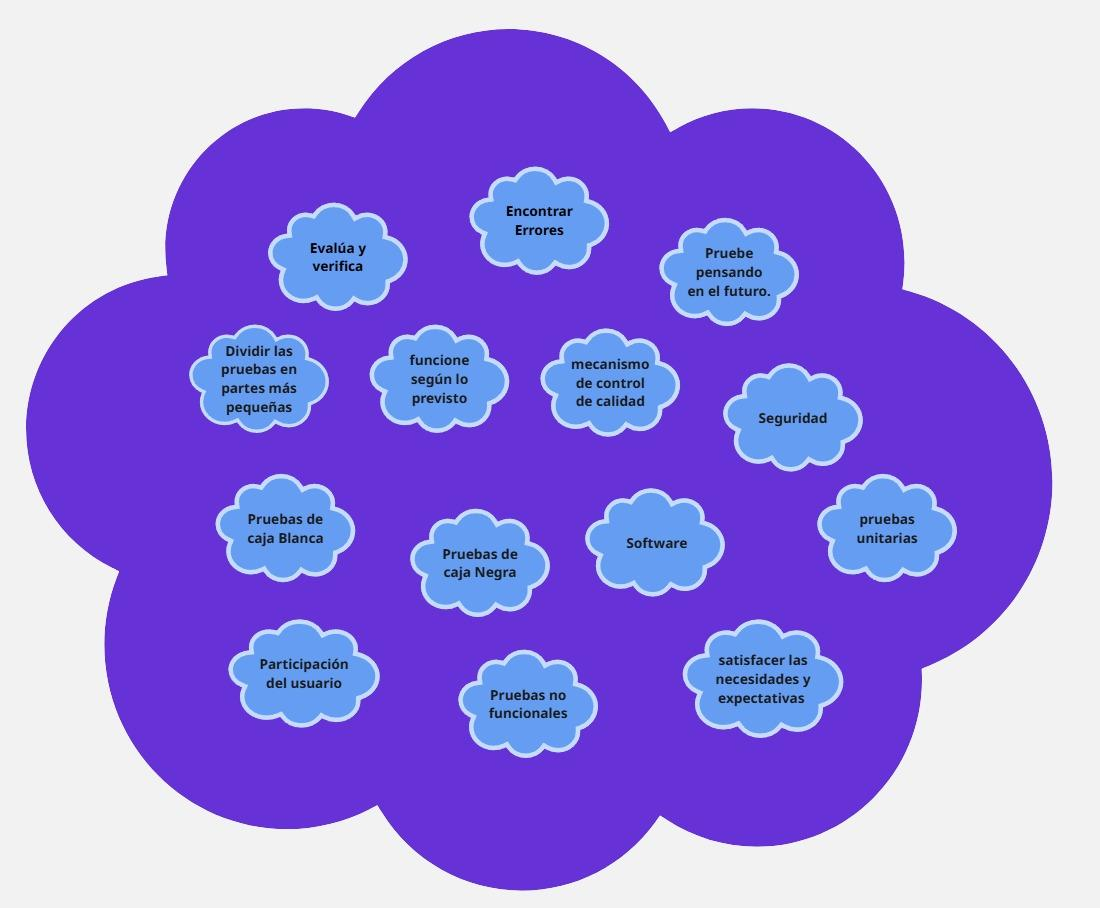 Encontrar
Errores
Evalúa y
verifica
Pruebe
pensando
en el futuro.
Dividir las
pruebas en
partes más
pequeñas
funcione
según lo
previsto
mecanismo
de control
de calidad
Seguridad
Pruebas de
caja Blanca
Pruebas de
caja Negra
Software
pruebas
unitarias
Participación
del usuario
Pruebas no
funcionales
satisfacer las
necesidades y
expectativas